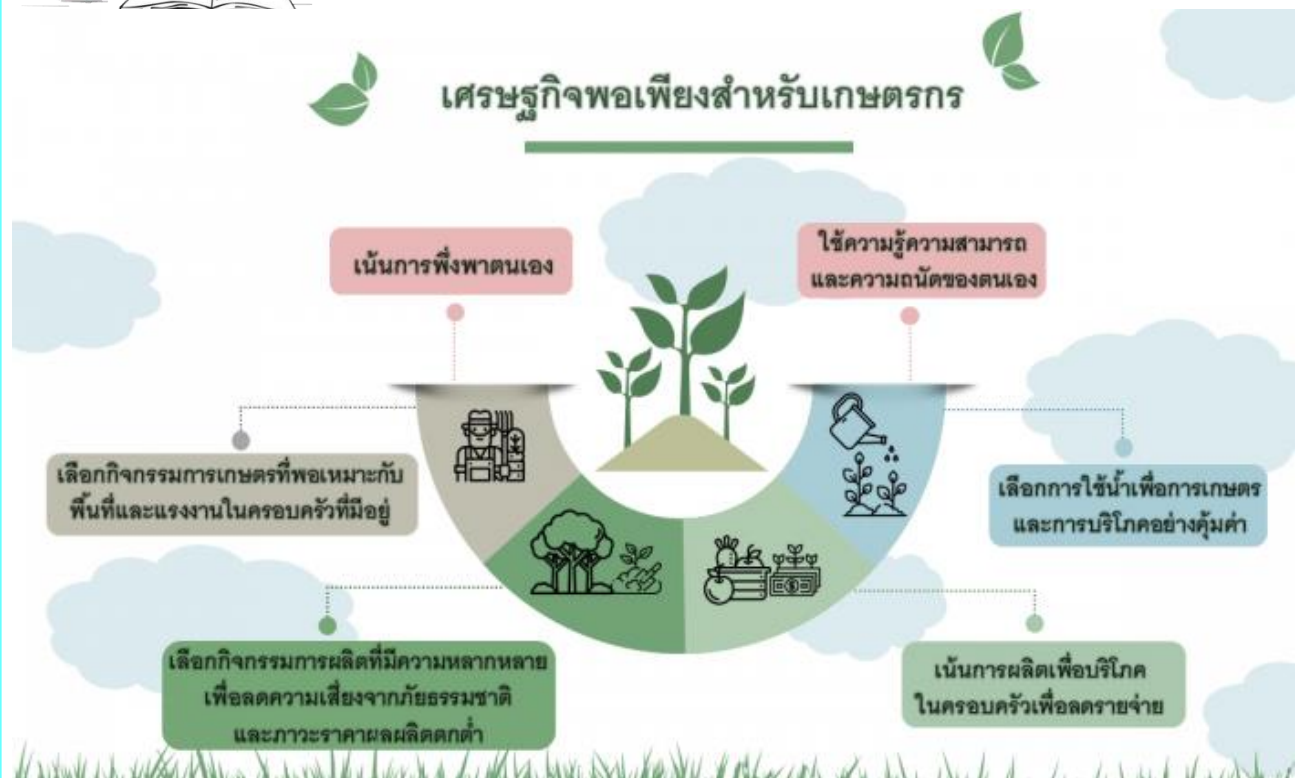 เศรษฐกิจพอเพียงสำหรับเกษตรกร
เน้นการพึ่งพาตนเอง
ใช้ความรู้ความสามารถ
และความถนัดของตนเอง
เลือกกิจกรรมการเกษตรที่พอเหมาะกับ
พื้นที่และแรงงานในครอบครัวที่มีอยู่
เลือกการใช้น้ำเพื่อการเกษตร
และการบริโภคอย่างคุ้มค่า
เลือกกิจกรรมการผลิตที่มีความหลากหลาย
เพื่อลดความเสี่ยงจากภัยธรรมชาติ
และภาวะราคาผลผลิตตกต่ำ
เน้นการผลิตเพื่อบริโภค
ในครอบครัวเพื่อลดรายจ่าย